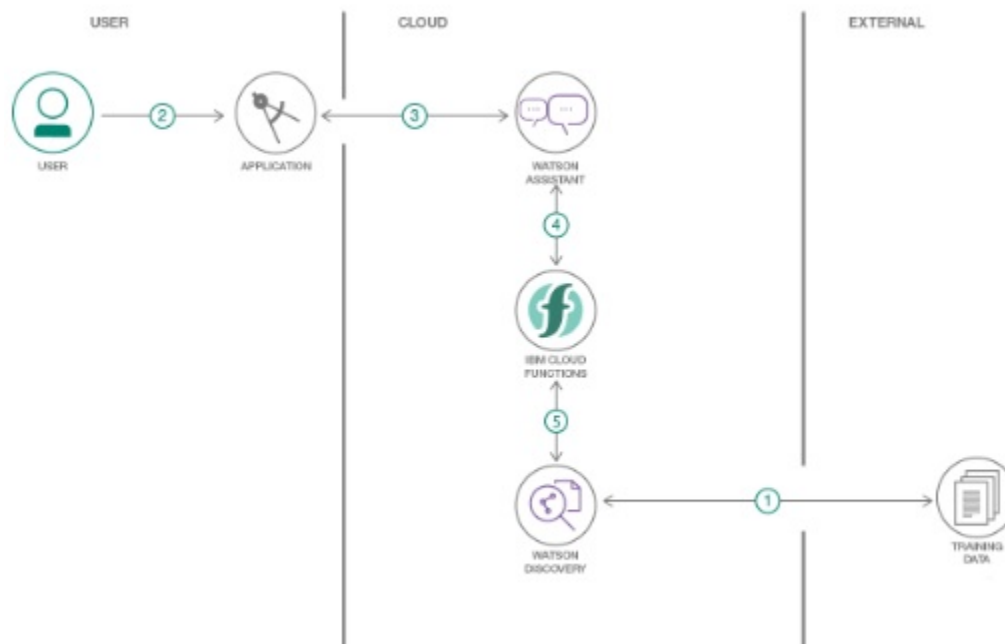 USER
CLOUD
EXTERNAL
2
3
USER
APPLICATION
WATSON
ASSISTANT
4
IBM CLOUD
FUNCTIONS
5
1
WATSON
DISCOVERY
TRAINING
DATA